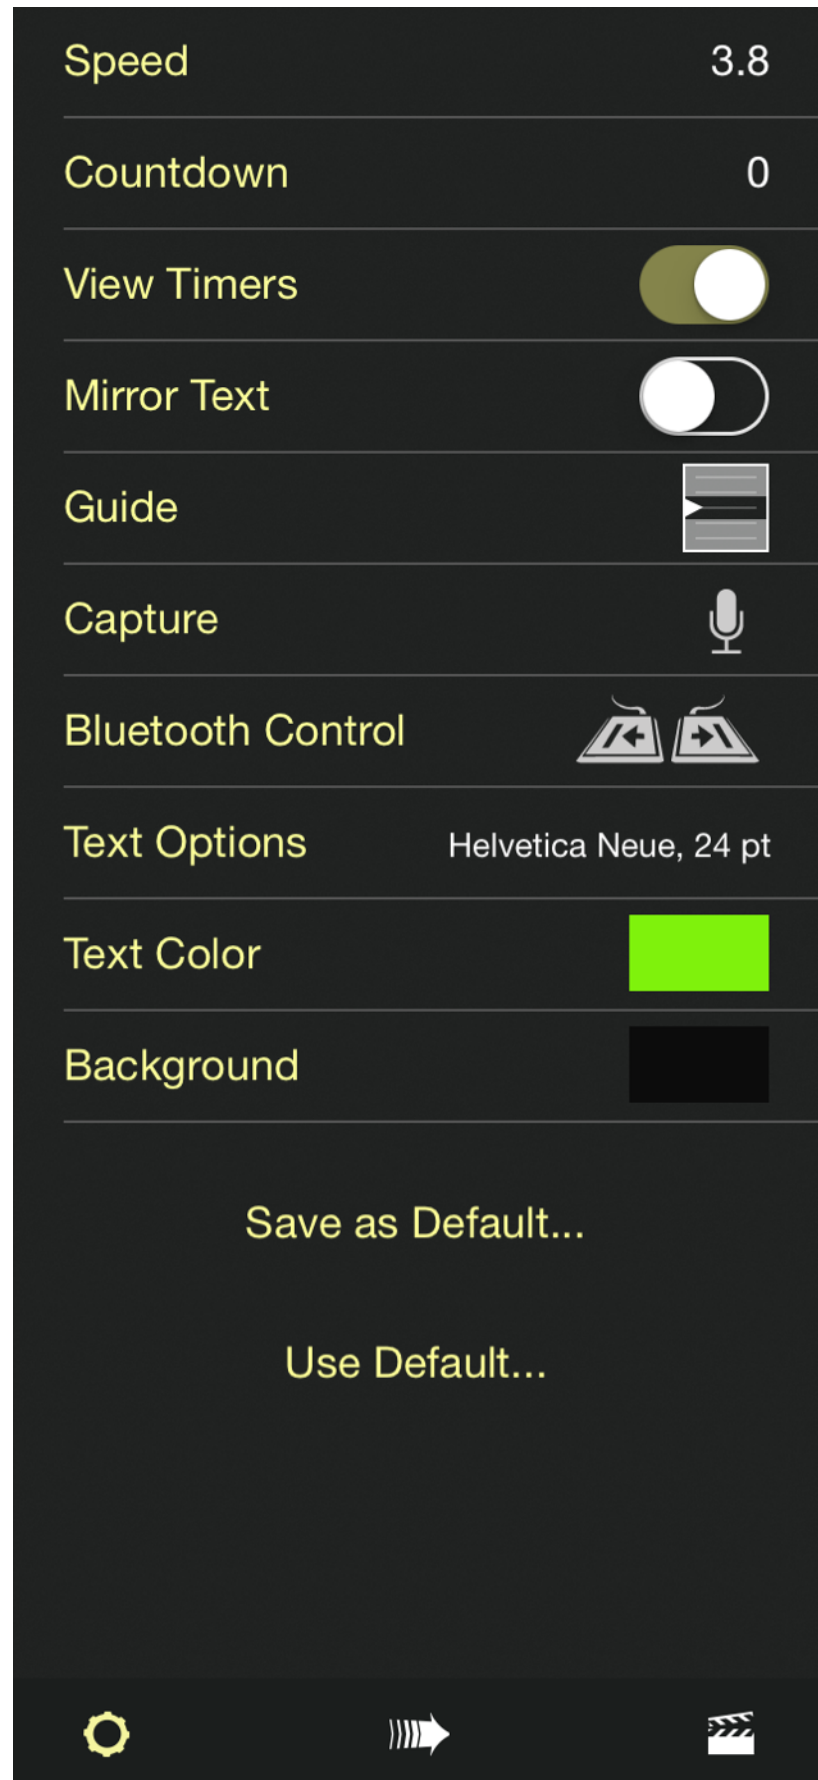 Speed 3.8
Countdown 0
View Timers
Mirror Text
Guide
Capture
Bluetooth Control
Text Options Helvetica Neue, 24 pt
Text Color
Background
Save as Default...
Use Default...